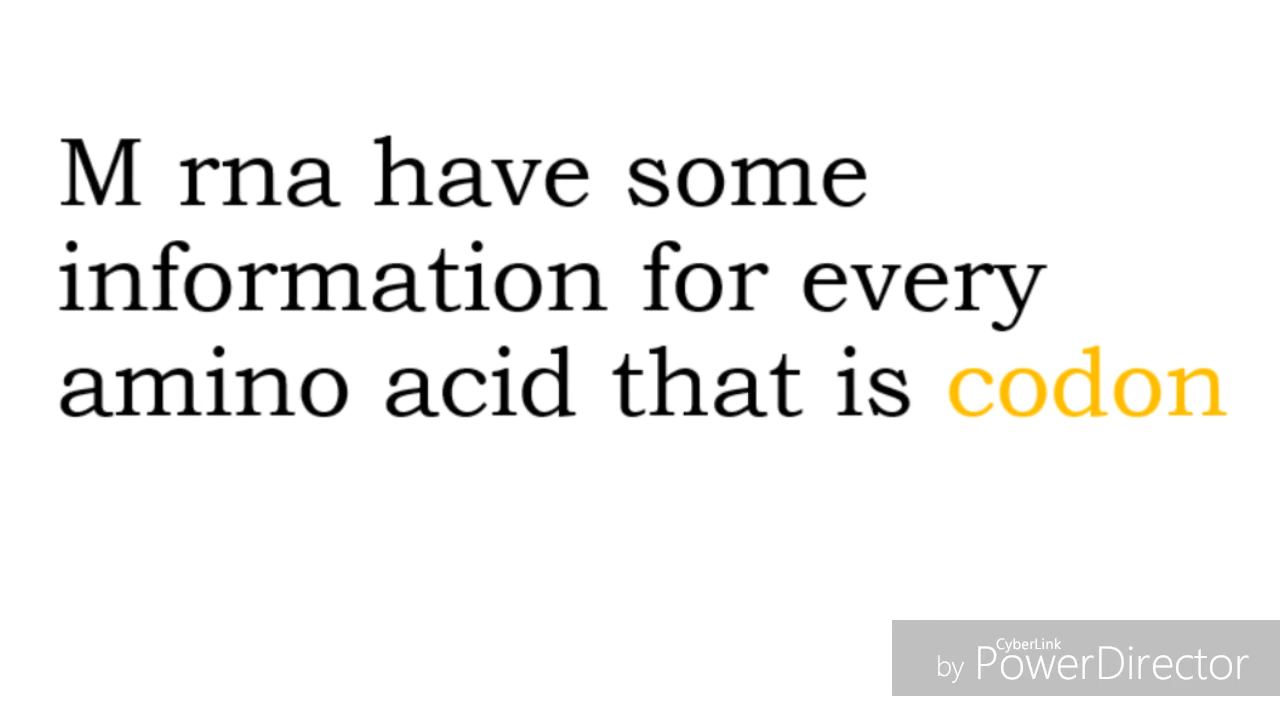 M rna have some
information for every
amino acid that is codon
CyberLink
by PowerDirector